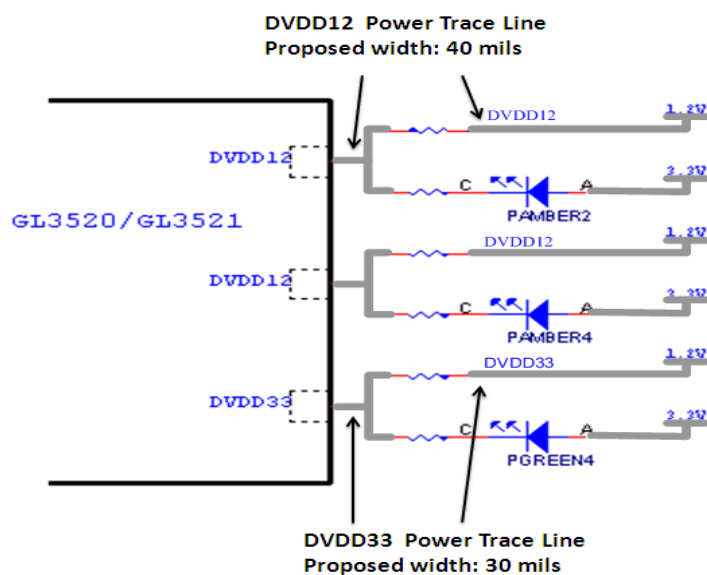 DVDD12 Power Trace Line
Proposed width: 40 mils
DVDD12
1.2V
DVDD12
C
A
3.3V
PAMBER2
GL3520/GL3521
DVDD12
1.2V
DVDD12
C
A
3.3V
PAMBER4
DVDD33
1.2V
DVDD33
C
A
3.3V
PGREEN4
DVDD33 Power Trace Line
Proposed width: 30 mils